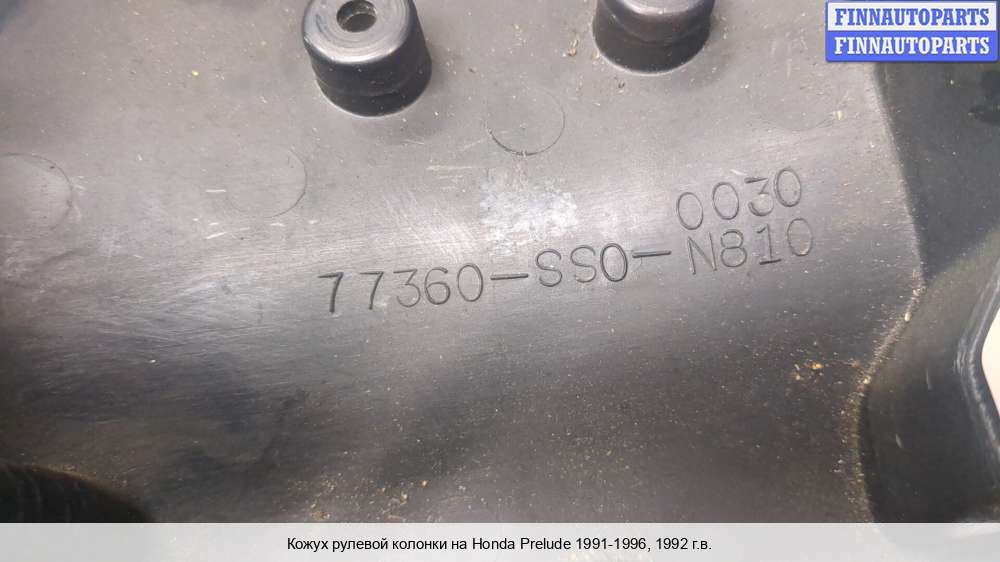 FINNAUTOPARTS
FINNAUTOPARTS
0030
77360-SS0-N810
Кожух рулевой колонки на Honda Prelude 1991-1996, 1992 г.в.